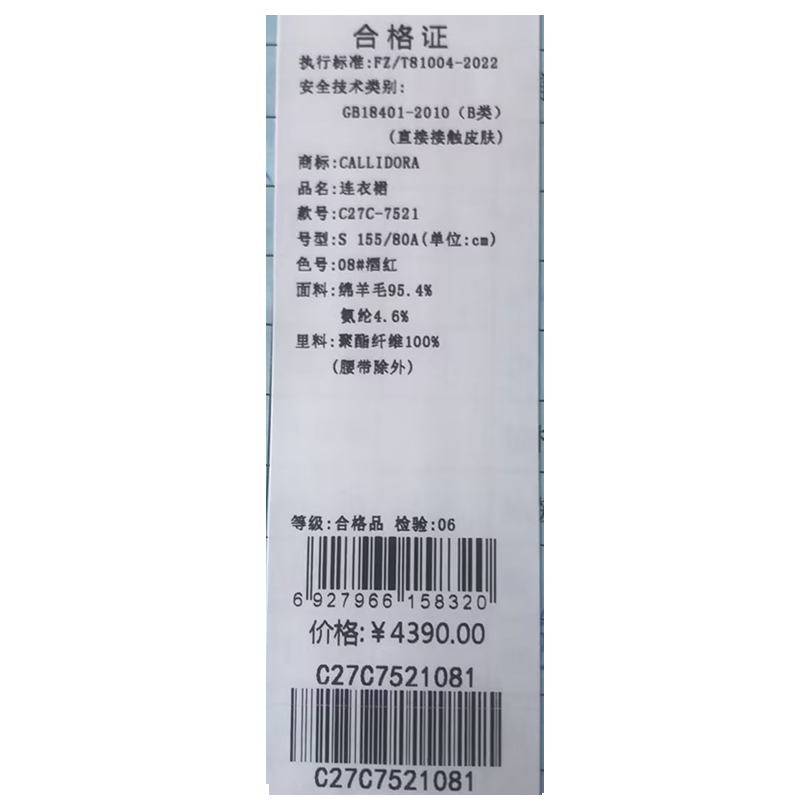 合格证
执行标准:FZ/T81004-2022
安全技术类别:
GB18401-2010（B类）
(直接接触皮肤)
商标:CALLIDORA
品名:连衣裙
款号:C27C-7521
号型:S 155/80A(单位:cm)
色号:08#酒红
面料:绵羊毛95.4%
氨纶4.6%
里料:聚酯纤维100%
(腰带除外)
等级:合格品 检验:06
6 927966 158320
价格:¥4390.00
C27C7521081
C27C7521081